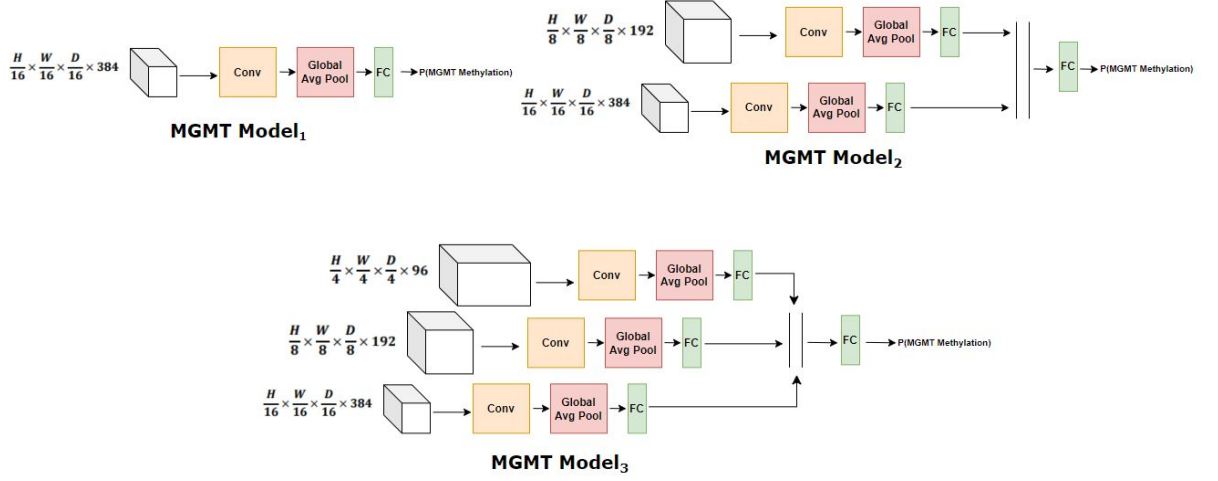 H/16 × W/16 × D/16 × 384
Conv
Global Avg Pool
FC
P(MGMT Methylation)
MGMT Model₁
H/8 × W/8 × D/8 × 192
Conv
Global Avg Pool
FC
H/16 × W/16 × D/16 × 384
Conv
Global Avg Pool
FC
FC
P(MGMT Methylation)
MGMT Model₂
H/4 × W/4 × D/4 × 96
Conv
Global Avg Pool
FC
H/8 × W/8 × D/8 × 192
Conv
Global Avg Pool
FC
H/16 × W/16 × D/16 × 384
Conv
Global Avg Pool
FC
FC
P(MGMT Methylation)
MGMT Model₃